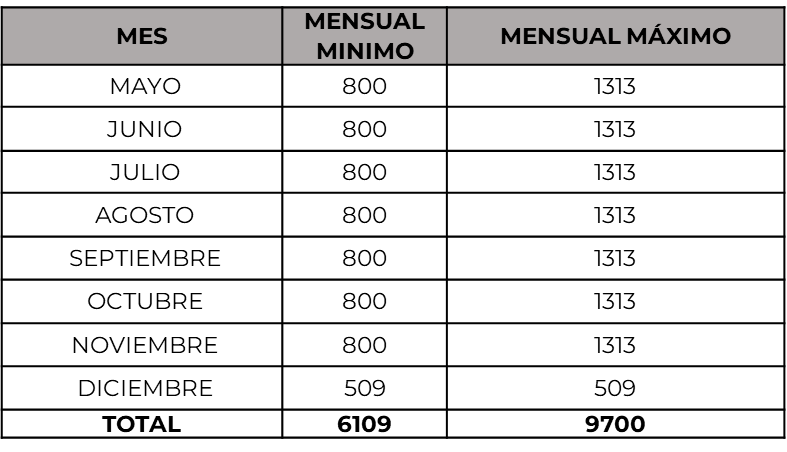 MES MENSUAL MINIMO MENSUAL MÁXIMO
MAYO 800 1313
JUNIO 800 1313
JULIO 800 1313
AGOSTO 800 1313
SEPTIEMBRE 800 1313
OCTUBRE 800 1313
NOVIEMBRE 800 1313
DICIEMBRE 509 509
TOTAL 6109 9700